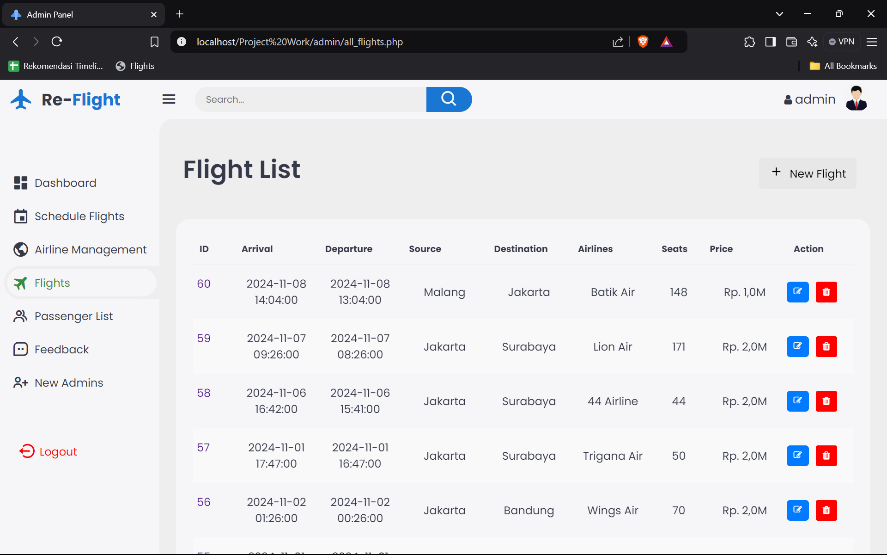 Admin Panel
localhost/Project%20Work/admin/all_flights.php
VPN
Rekomendasi Timeli...
Flights
All Bookmarks
Re-Flight
Search...
admin
Dashboard
Schedule Flights
Airline Management
Flights
Passenger List
Feedback
New Admins
Logout
Flight List
+ New Flight
ID Arrival Departure Source Destination Airlines Seats Price Action
60 2024-11-08 14:04:00 2024-11-08 13:04:00 Malang Jakarta Batik Air 148 Rp. 1,0M
59 2024-11-07 09:26:00 2024-11-07 08:26:00 Jakarta Surabaya Lion Air 171 Rp. 2,0M
58 2024-11-06 16:42:00 2024-11-06 15:41:00 Jakarta Surabaya 44 Airline 44 Rp. 2,0M
57 2024-11-01 17:47:00 2024-11-01 16:47:00 Jakarta Surabaya Trigana Air 50 Rp. 2,0M
56 2024-11-02 01:26:00 2024-11-02 00:26:00 Jakarta Bandung Wings Air 70 Rp. 2,0M